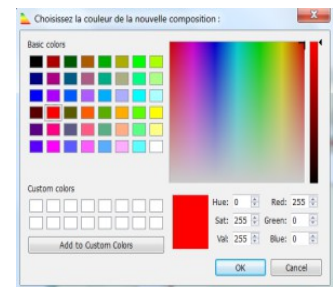 Choisissez la couleur de la nouvelle composition :
Basic colors
Custom colors
Add to Custom Colors
Hue: 0 Red: 255
Sat: 255 Green: 0
Val: 255 Blue: 0
OK Cancel